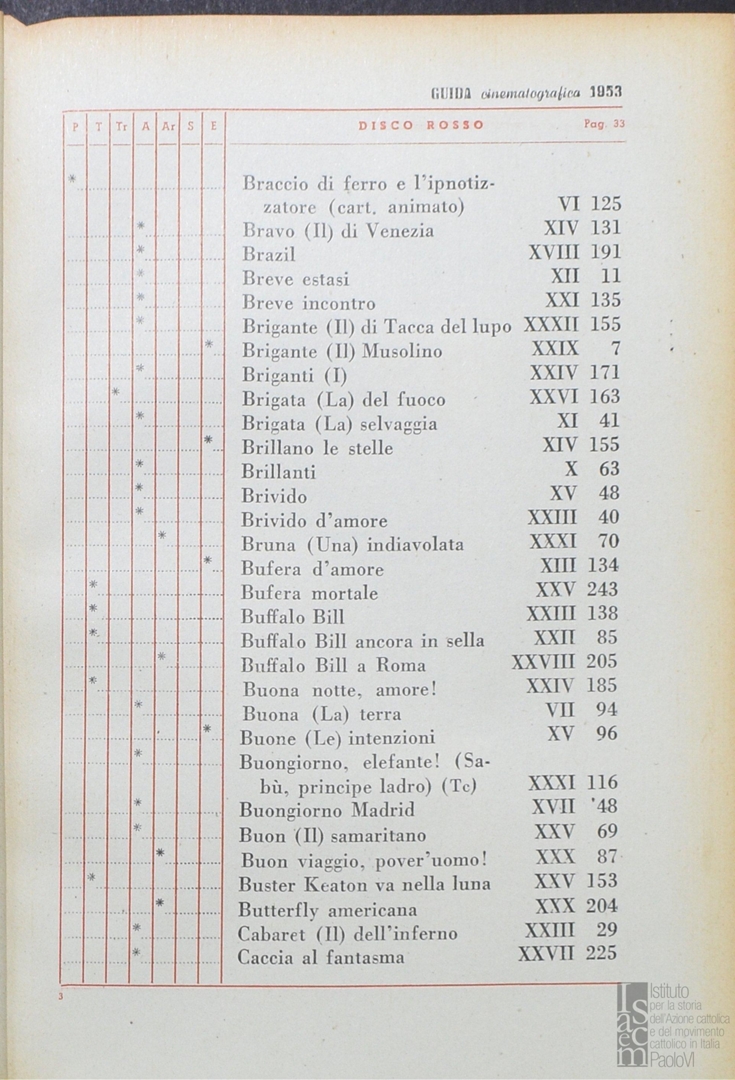 GUIDA cinematografica 1953
P T Tr A Ar S E DISCO ROSSO Pag. 33
* Braccio di ferro e l'ipnotiz-
zatore (cart. animato) VI 125
* Bravo (Il) di Venezia XIV 131
* Brazil XVIII 191
* Breve estasi XII 11
* Breve incontro XXI 135
* Brigante (Il) di Tacca del lupo XXXII 155
* Brigante (Il) Musolino XXIX 7
* Briganti (I) XXIV 171
* Brigata (La) del fuoco XXVI 163
* Brigata (La) selvaggia XI 41
* Brillano le stelle XIV 155
* Brillanti X 63
* Brivido XV 48
* Brivido d'amore XXIII 40
* Bruna (Una) indiavolata XXXI 70
* Bufera d'amore XIII 134
* Bufera mortale XXV 243
* Buffalo Bill XXIII 138
* Buffalo Bill ancora in sella XXII 85
* Buffalo Bill a Roma XXVIII 205
* Buona notte, amore! XXIV 185
* Buona (La) terra VII 94
* Buone (Le) intenzioni XV 96
* Buongiorno, elefante! (Sa-
bù, principe ladro) (Tc) XXXI 116
* Buongiorno Madrid XVII '48
* Buon (Il) samaritano XXV 69
* Buon viaggio, pover'uomo! XXX 87
* Buster Keaton va nella luna XXV 153
* Butterfly americana XXX 204
* Cabaret (Il) dell'inferno XXIII 29
* Caccia al fantasma XXVII 225
3
Isacem
Istituto
per la storia
dell'Azione cattolica
e del movimento
cattolico in Italia
Paolo VI